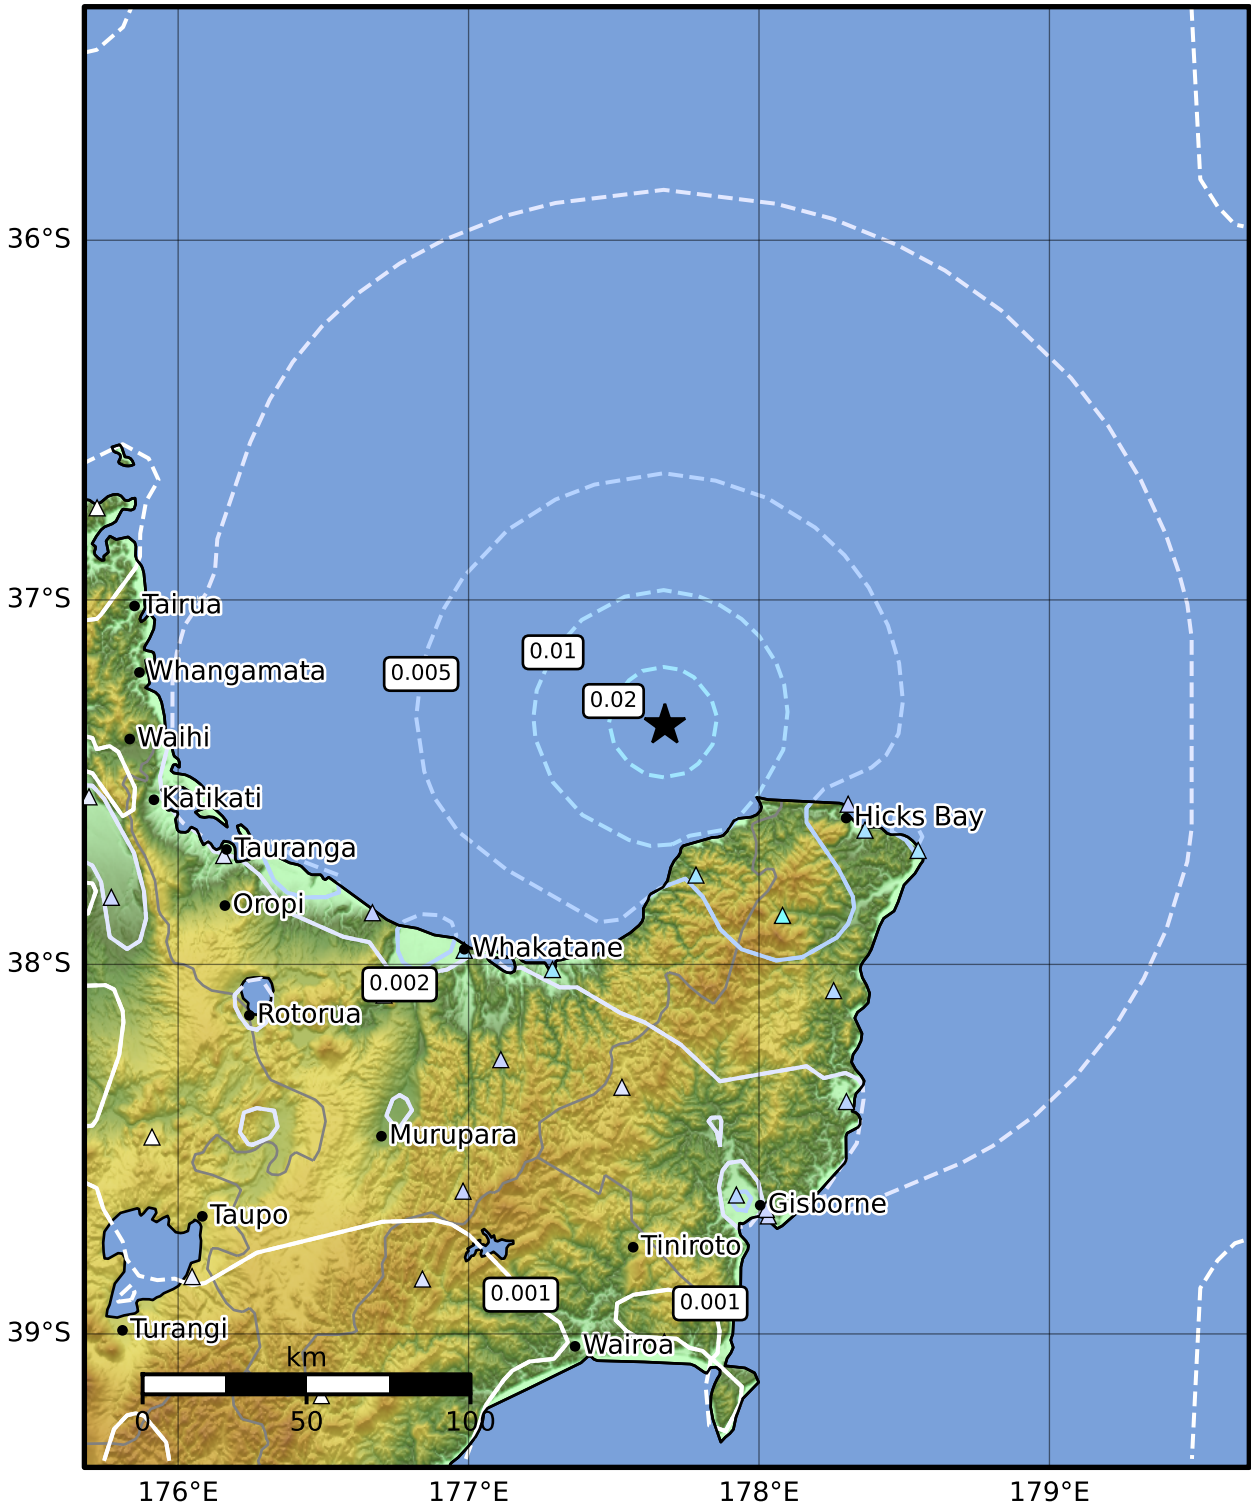 36°S
37°S
Tairua
0.01
Whangamata
0.005
0.02
Waihi
Katikati
Hicks Bay
Tauranga
Oropi
Whakatane
38°S
0.002
Rotorua
Murupara
Gisborne
Taupo
Tiniroto
0.001
0.001
Turangi
39°S
Wairoa
km
0 50 100
176°E 177°E 178°E 179°E